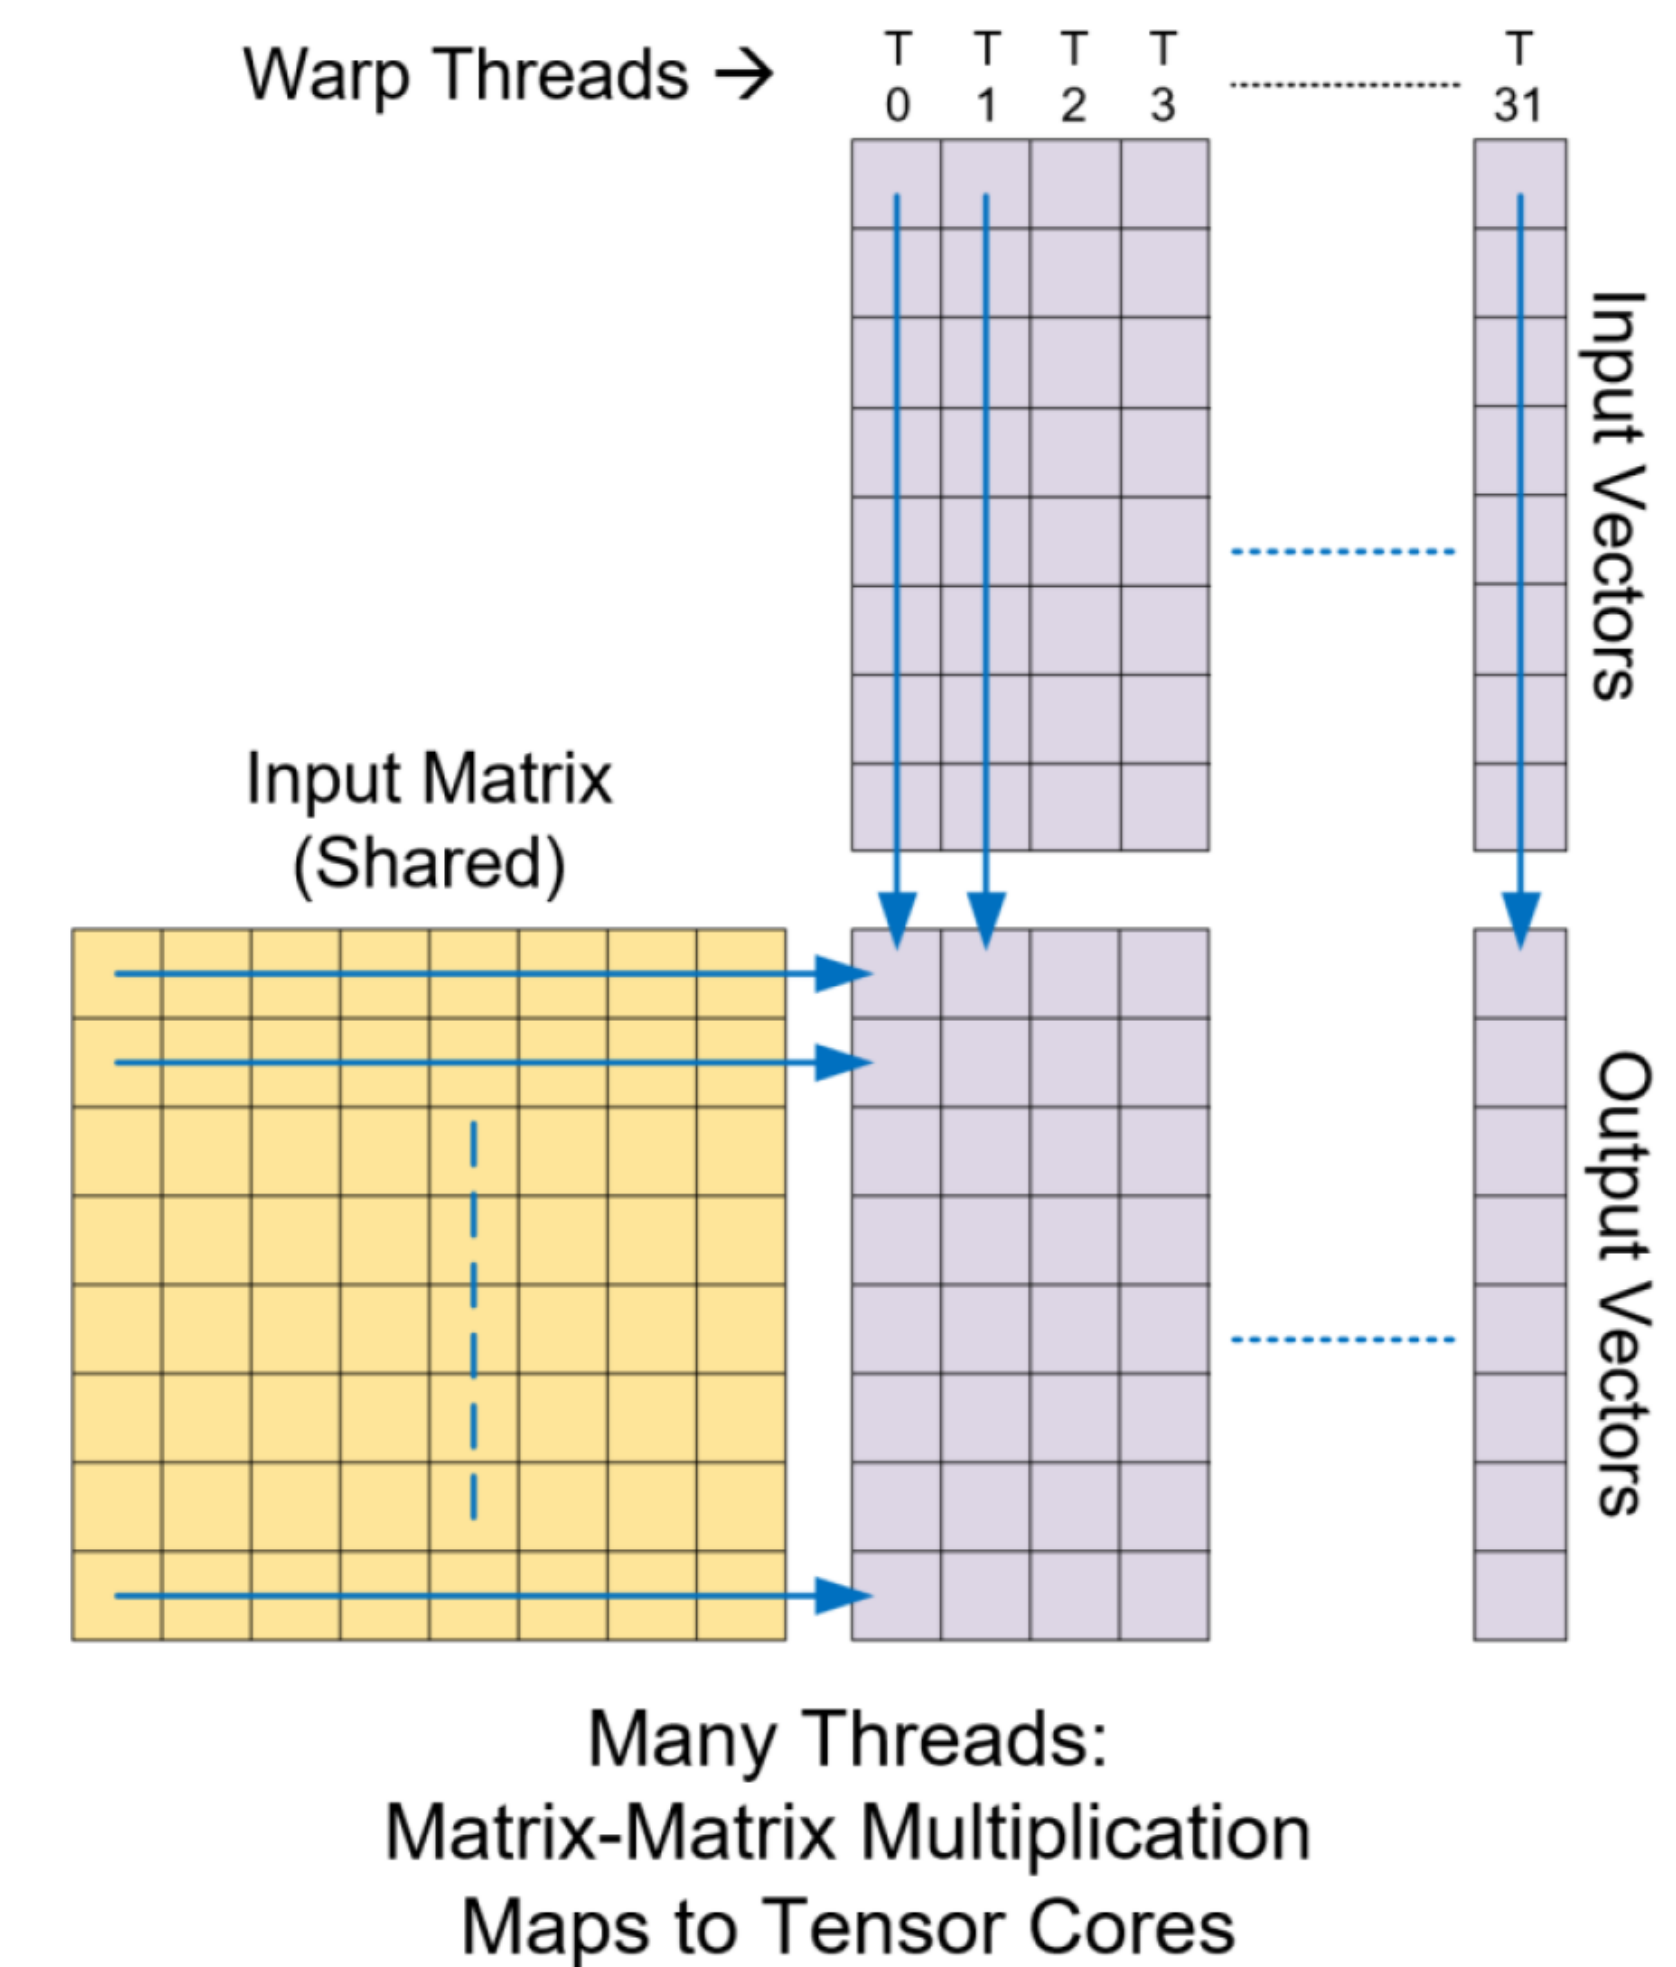 Warp Threads →
T T T T T
0 1 2 3 31
Input Vectors
Input Matrix
(Shared)
Output Vectors
Many Threads:
Matrix-Matrix Multiplication
Maps to Tensor Cores